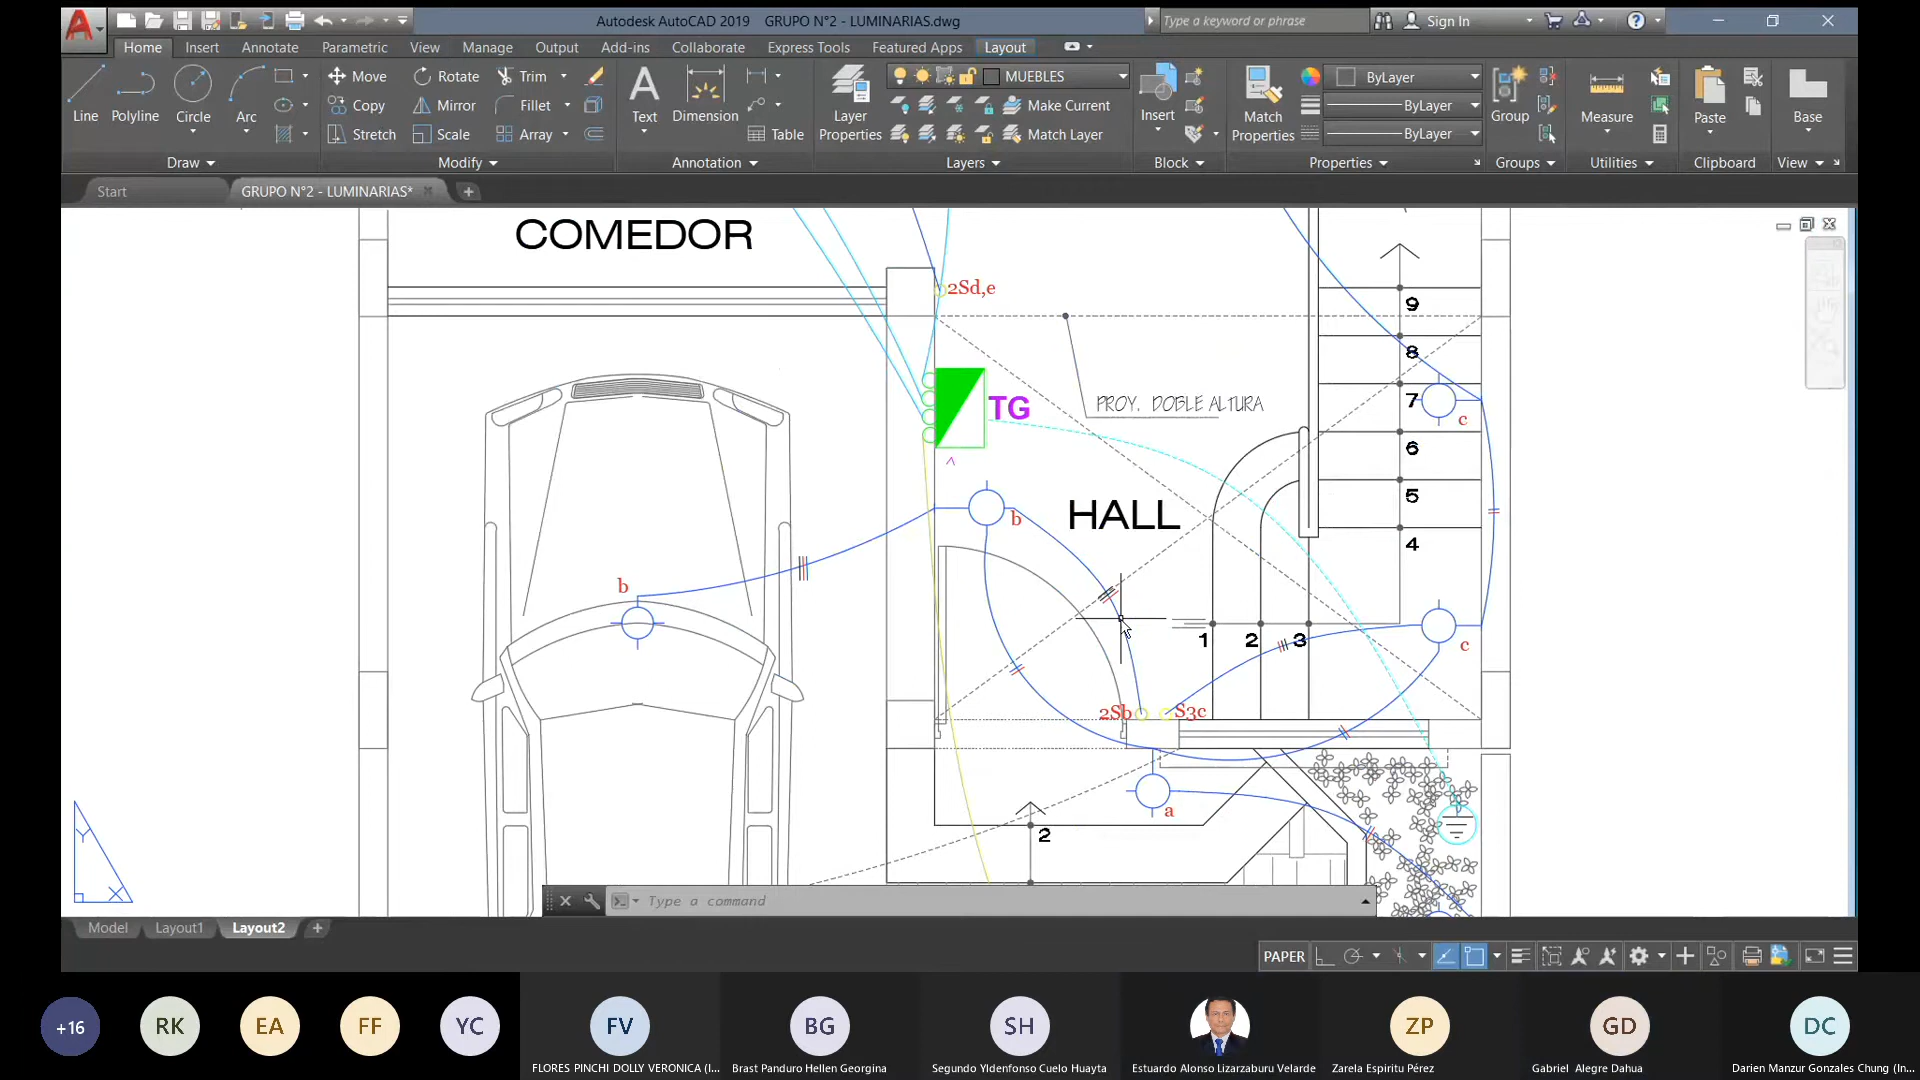 Autodesk AutoCAD 2019 GRUPO N°2 - LUMINARIAS.dwg
Type a keyword or phrase
Sign In
Home Insert Annotate Parametric View Manage Output Add-ins Collaborate Express Tools Featured Apps Layout
Line
Polyline
Circle
Arc
Draw
Move
Rotate
Trim
Copy
Mirror
Fillet
Stretch
Scale
Array
Modify
Text
Dimension
Table
Annotation
Layer
Properties
MUEBLES
Make Current
Match Layer
Layers
Insert
Block
Match
Properties
ByLayer
ByLayer
ByLayer
Properties
Group
Groups
Measure
Utilities
Paste
Clipboard
Base
View
Start
GRUPO N°2 - LUMINARIAS*
COMEDOR
2Sd,e
9
8
7
c
6
5
4
TG
PROY. DOBLE ALTURA
HALL
b
b
1
2
3
c
2Sb
S3c
a
2
Y
X
Type a command
Model
Layout1
Layout2
PAPER
+16
RK
EA
FF
YC
FV
BG
SH
ZP
GD
DC
FLORES PINCHI DOLLY VERONICA (I...
Brast Panduro Hellen Georgina
Segundo Yldenfonso Cuelo Huayta
Estuardo Alonso Lizarzaburu Velarde
Zarela Espiritu Pérez
Gabriel Alegre Dahua
Darien Manzur Gonzales Chung (In...